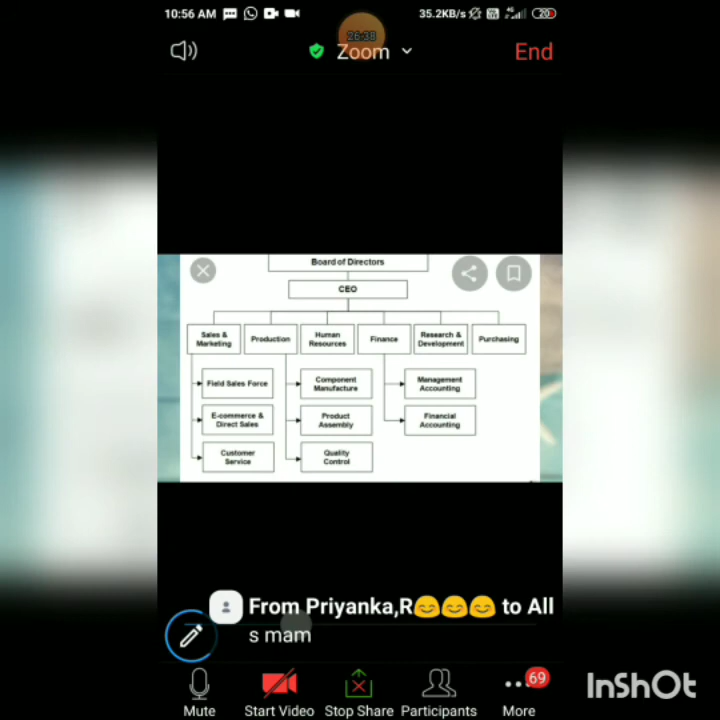 10:56 AM
35.2KB/s
4G
20
26:38
Zoom
End
Board of Directors
CEO
Sales &
Marketing
Production
Human
Resources
Finance
Research &
Development
Purchasing
Field Sales Force
Component
Manufacture
Management
Accounting
E-commerce &
Direct Sales
Product
Assembly
Financial
Accounting
Customer
Service
Quality
Control
From Priyanka,R😊😊😊 to All
s mam
69
Mute
Start Video
Stop Share
Participants
More
InShOt